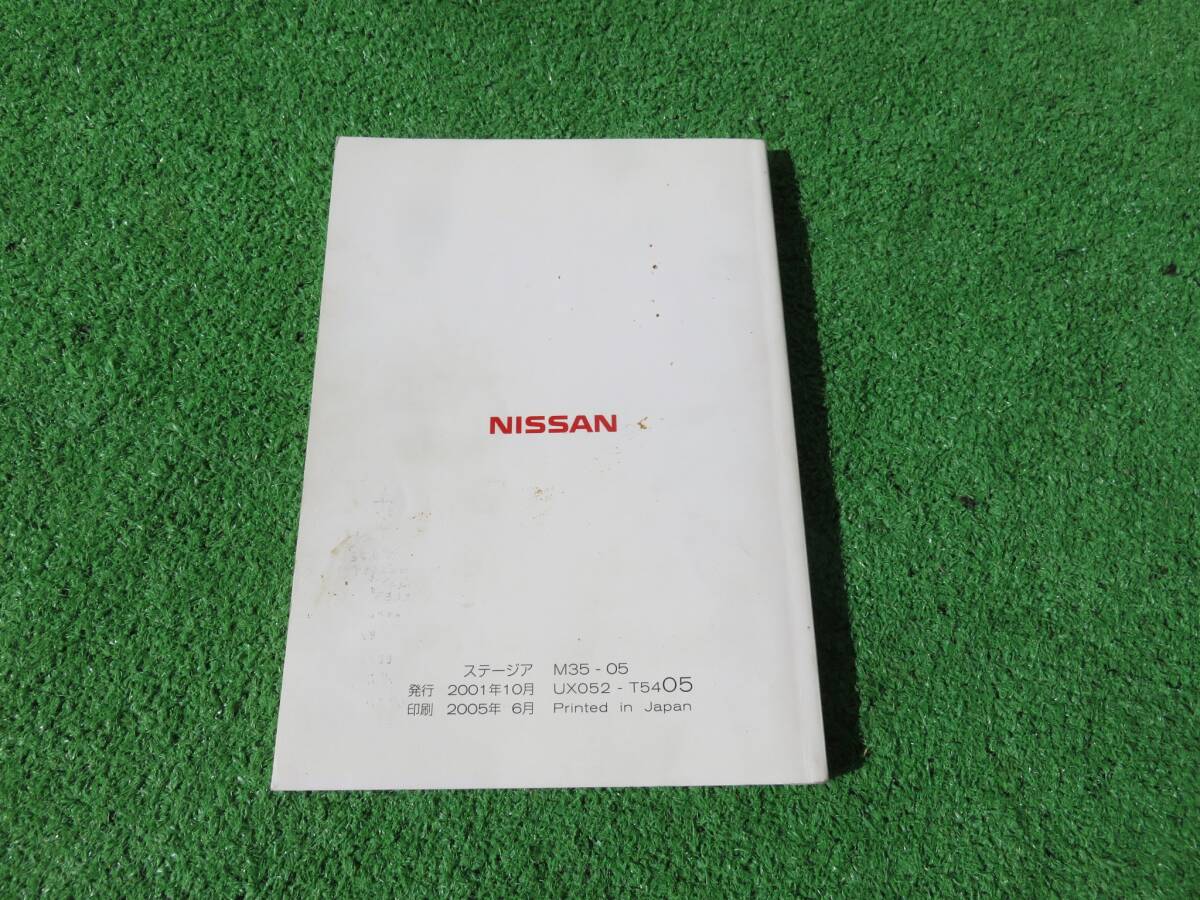 NISSAN
ステージア M35 - 05
発行 2001年10月 UX052 - T5405
印刷 2005年 6月 Printed in Japan